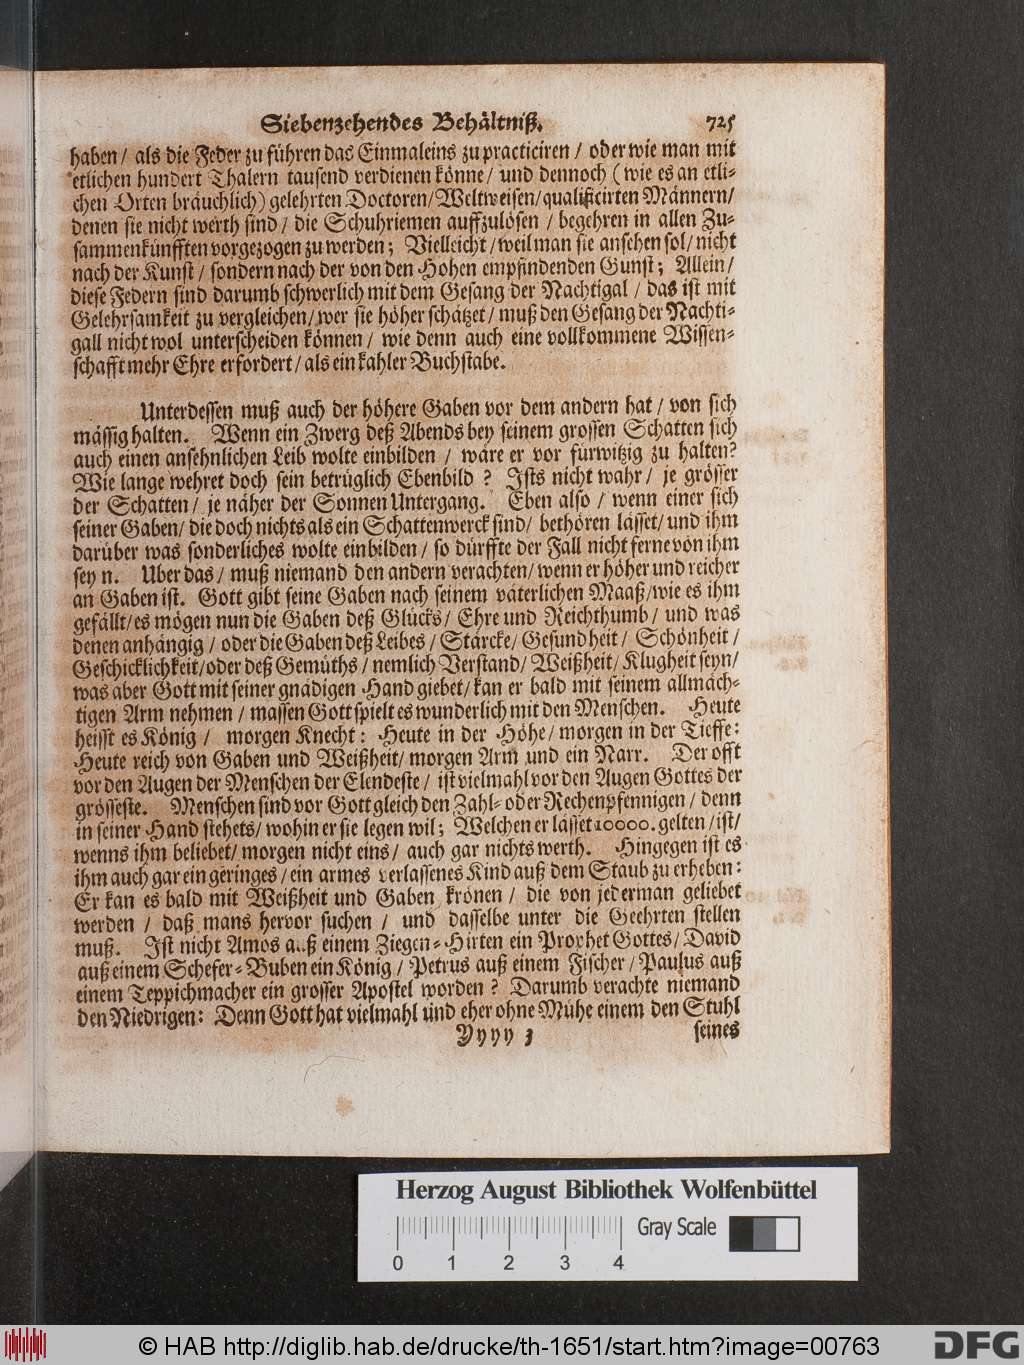 Siebenzehendes Behältniß. 725
haben / als die Feder zu führen das Einmaleins zu practiciren / oder wie man mit
etlichen hundert Thalern tausend verdienen könne / und dennoch ( wie es an etli-
chen Orten bräuchlich) gelehrten Doctoren / Weltweisen / qualificirten Männern /
denen sie nicht werth sind / die Schuhriemen auffzulösen / begehren in allen Zu-
sammenkünfften vorgezogen zu werden; Vielleicht / weil man sie ansehen sol / nicht
nach der Kunst / sondern nach der von den Hohen empfindenden Gunst; Allein /
diese Federn sind darumb schwerlich mit dem Gesang der Nachtigal / das ist mit
Gelehrsamkeit zu vergleichen / wer sie höher schätzet / muß den Gesang der Nachti-
gall nicht wol unterscheiden können / wie denn auch eine vollkommene Wissen-
schafft mehr Ehre erfordert / als ein kahler Buchstabe.
Unterdessen muß auch der höhere Gaben vor dem andern hat / von sich
mässig halten. Wenn ein Zwerg deß Abends bey seinem grossen Schatten sich
auch einen ansehnlichen Leib wolte einbilden / wäre er vor fürwitzig zu halten?
Wie lange wehret doch sein betrüglich Ebenbild ? Ists nicht wahr / je grösser
der Schatten / je näher der Sonnen Untergang. Eben also / wenn einer sich
seiner Gaben / die doch nichts als ein Schattenwerck sind / bethören lässet / und ihm
darüber was sonderliches wolte einbilden / so dürffte der Fall nicht ferne von ihm
seyn. Uber das / muß niemand den andern verachten / wenn er höher und reicher
an Gaben ist. Gott gibt seine Gaben nach seinem väterlichen Maaß / wie es ihm
gefällt / es mögen nun die Gaben deß Glücks / Ehre und Reichthumb / und was
denen anhängig / oder die Gaben deß Leibes / Stärcke / Gesundheit / Schönheit /
Geschicklichkeit / oder deß Gemüths / nemlich Verstand / Weißheit / Klugheit seyn /
was aber Gott mit seiner gnädigen Hand giebet / kan er bald mit seinem allmäch-
tigen Arm nehmen / massen Gott spielt es wunderlich mit den Menschen. Heute
heisst es König / morgen Knecht : Heute in der Höhe / morgen in der Tieffe:
Heute reich von Gaben und Weißheit / morgen Arm und ein Narr. Der offt
vor den Augen der Menschen der Elendeste / ist vielmahl vor den Augen Gottes der
grösseste. Menschen sind vor Gott gleich den Zahl- oder Rechenpfennigen / denn
in seiner Hand stehets / wohin er sie legen wil; Welchen er lässet 10000. gelten / ist /
wenns ihm beliebet / morgen nicht eins / auch gar nichts werth. Hingegen ist es
ihm auch gar ein geringes / ein armes verlassenes Kind auß dem Staub zu erheben:
Er kan es bald mit Weißheit und Gaben krönen / die von jederman geliebet
werden / daß mans hervor suchen / und dasselbe unter die Geehrten stellen
muß. Ist nicht Amos auß einem Ziegen-Hirten ein Prophet Gottes / David
auß einem Schefer-Buben ein König / Petrus auß einem Fischer / Paulus auß
einem Teppichmacher ein grosser Apostel worden ? Darumb verachte niemand
den Niedrigen: Denn Gott hat vielmahl und eher ohne Mühe einem den Stuhl
Yyyy 3 seines
Herzog August Bibliothek Wolfenbüttel
Gray Scale
0 1 2 3 4
© HAB http://diglib.hab.de/drucke/th-1651/start.htm?image=00763 DFG